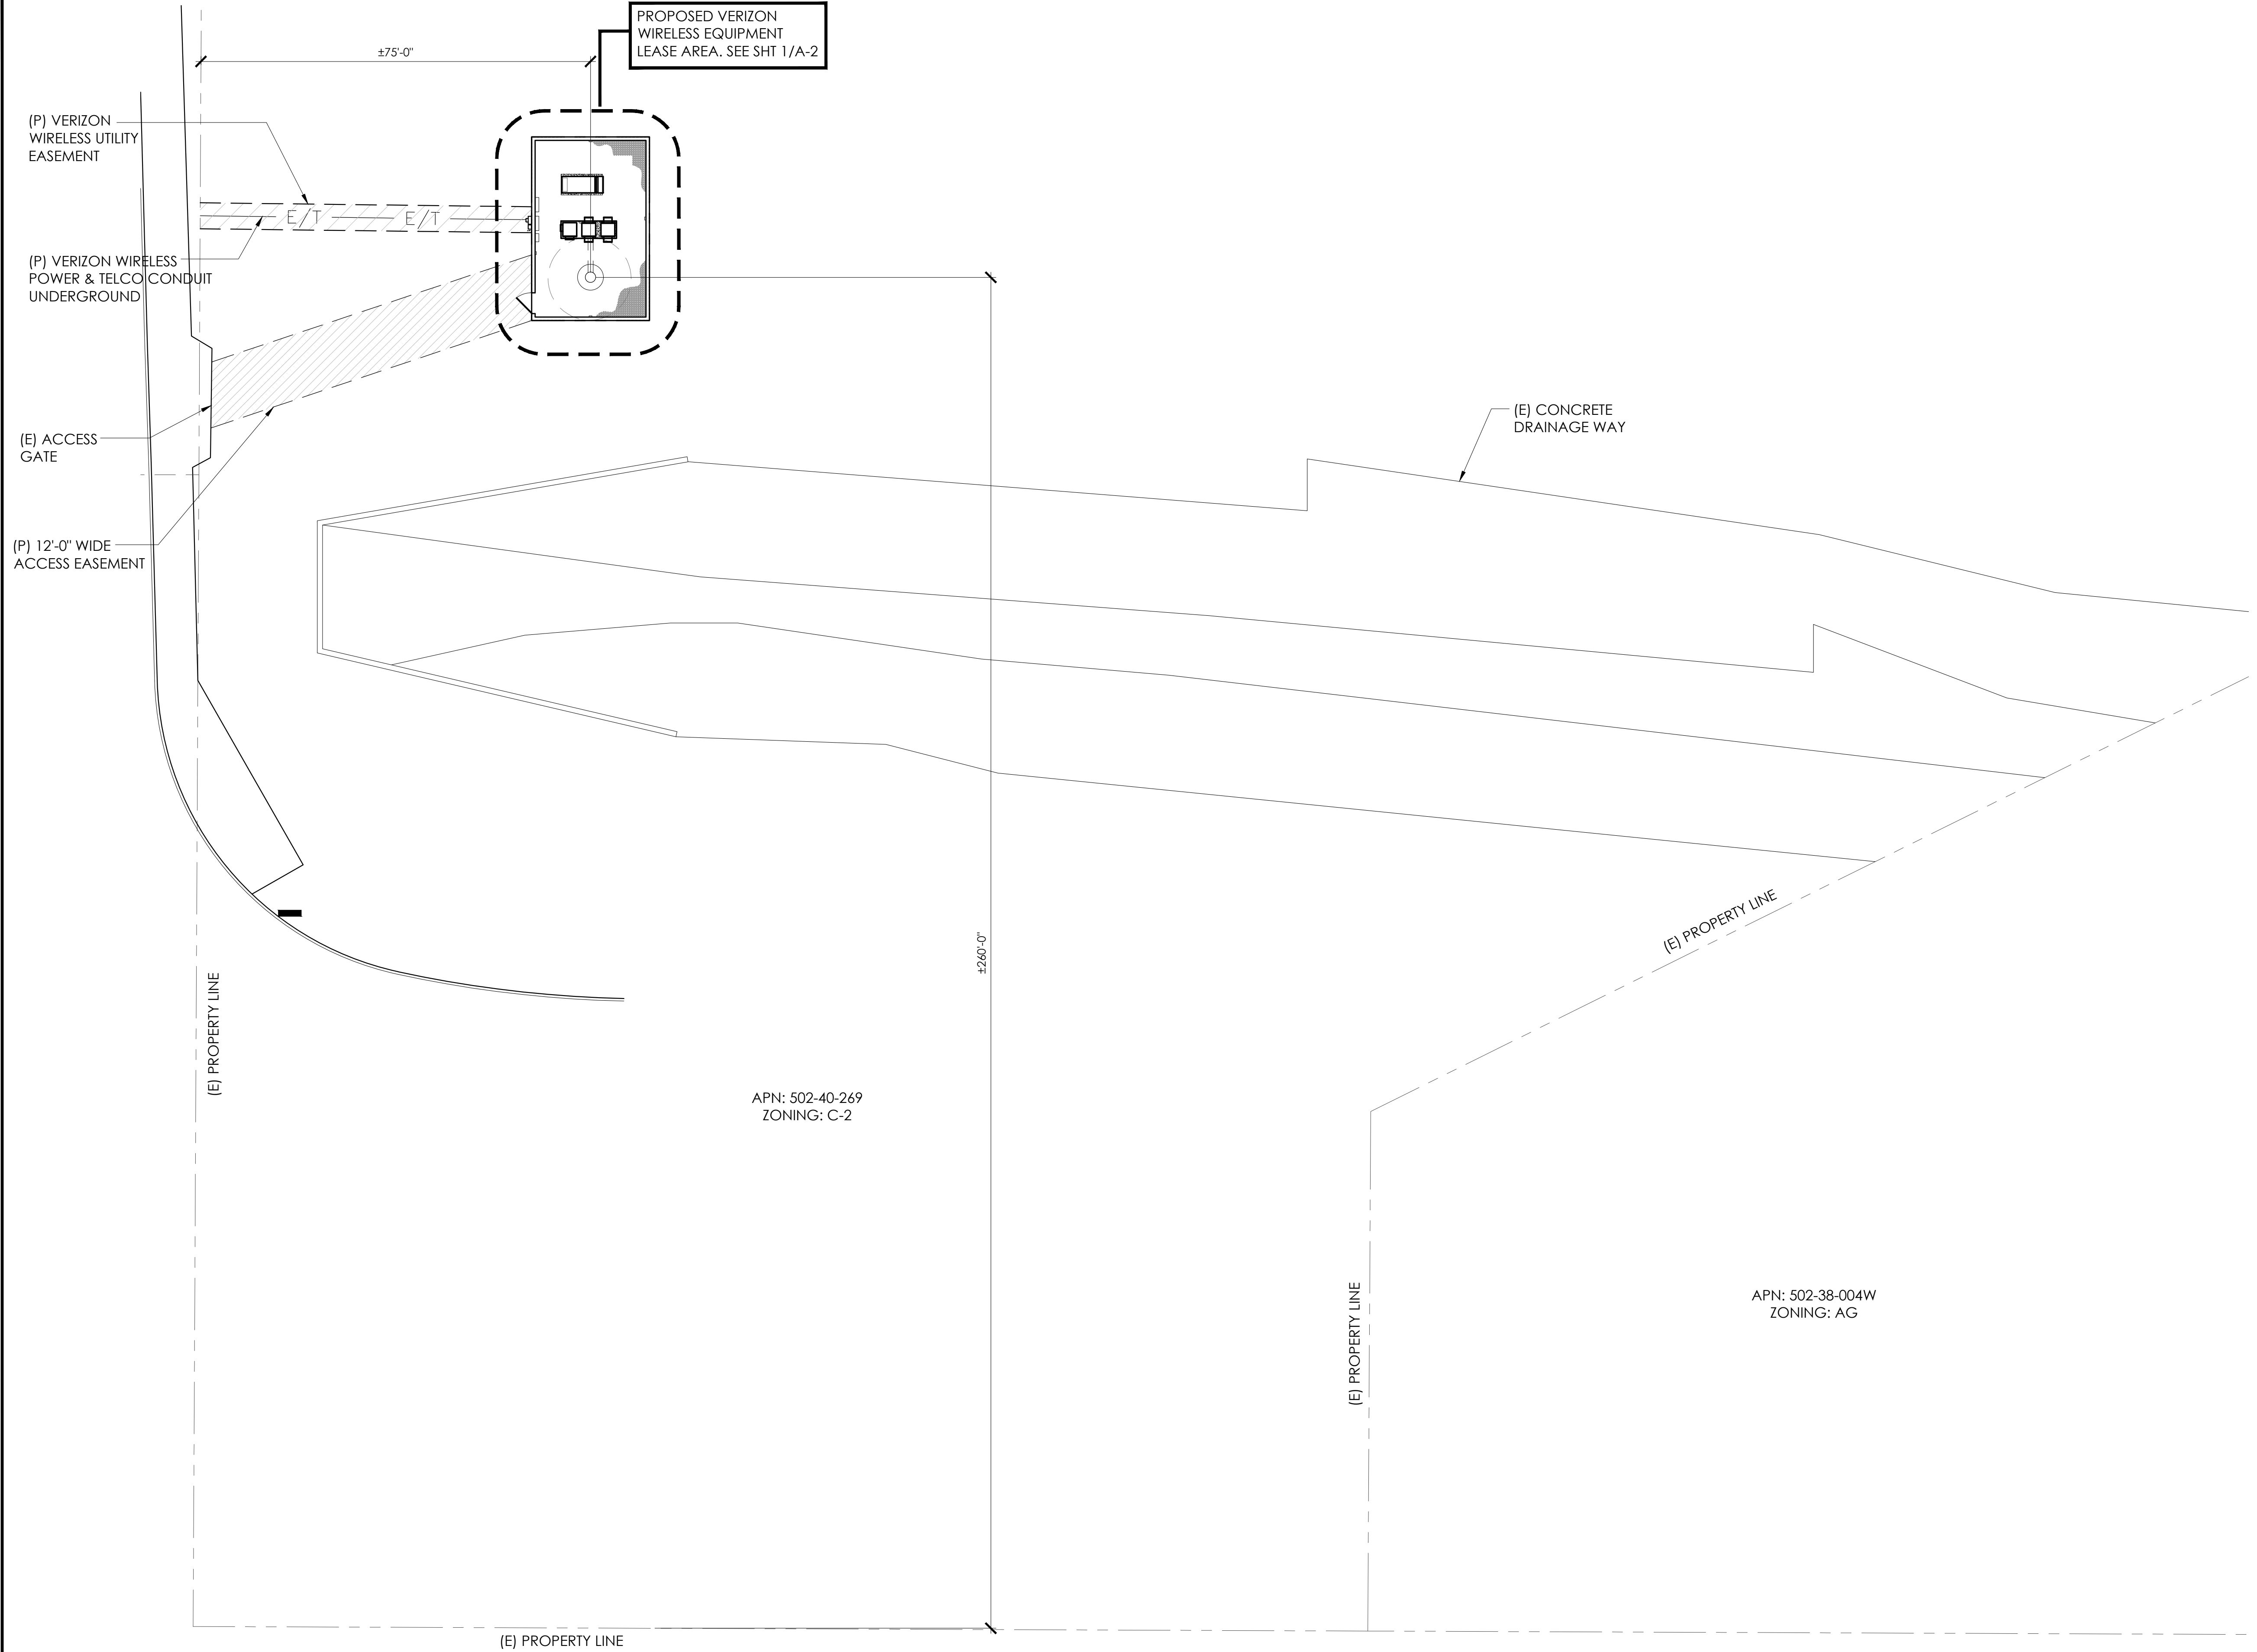 PROPOSED VERIZON
WIRELESS EQUIPMENT
LEASE AREA. SEE SHT 1/A-2
±75'-0"
(P) VERIZON
WIRELESS UTILITY
EASEMENT
E/T
E/T
(P) VERIZON WIRELESS
POWER & TELCO CONDUIT
UNDERGROUND
(E) CONCRETE
DRAINAGE WAY
(E) ACCESS
GATE
(P) 12'-0" WIDE
ACCESS EASEMENT
(E) PROPERTY LINE
±260'-0"
(E) PROPERTY LINE
APN: 502-40-269
ZONING: C-2
(E) PROPERTY LINE
APN: 502-38-004W
ZONING: AG
(E) PROPERTY LINE